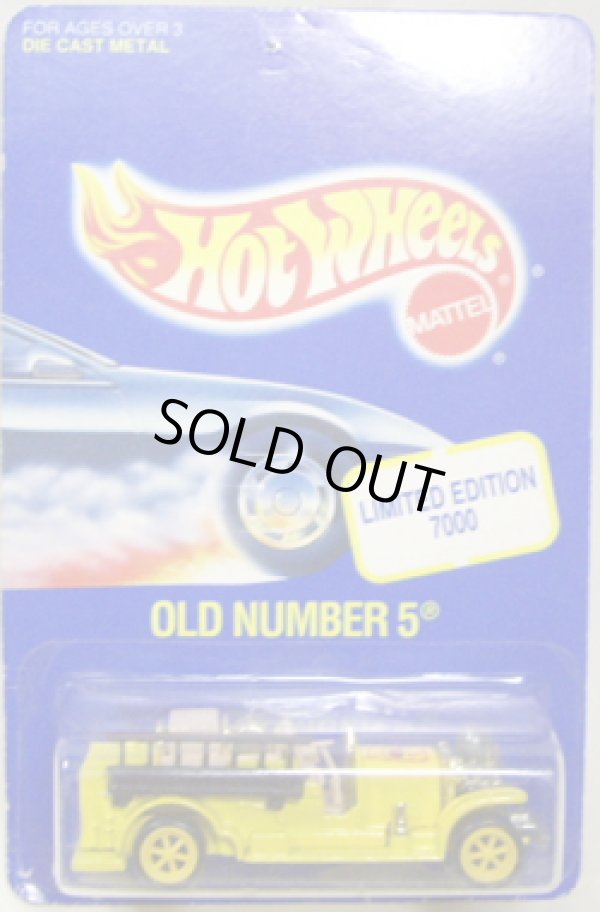 FOR AGES OVER 3
DIE CAST METAL
HOT WHEELS ®
MATTEL ®
SOLD OUT
LIMITED EDITION
7000
OLD NUMBER 5®